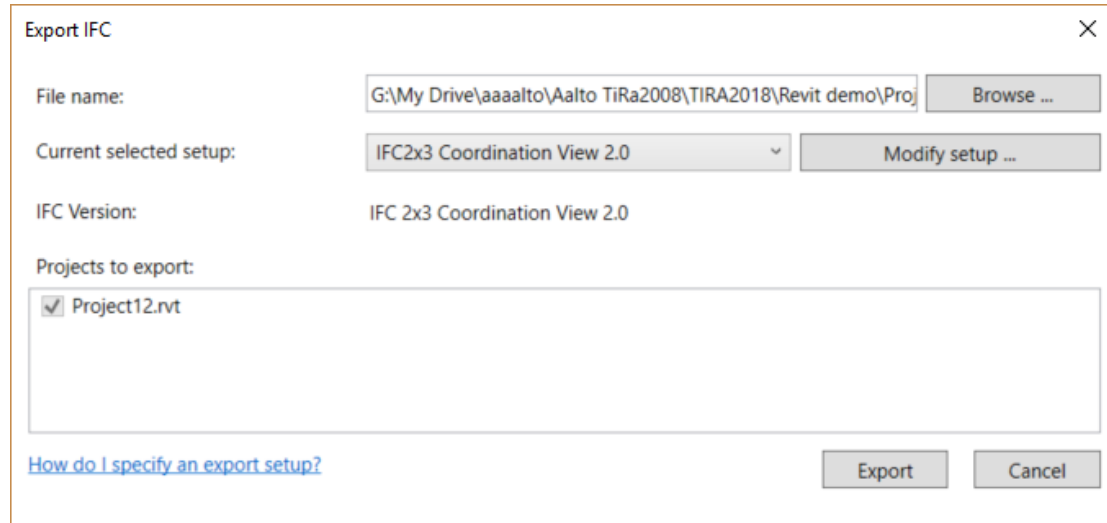 Export IFC
File name: G:\My Drive\aaaalto\Aalto TiRa2008\TIRA2018\Revit demo\Proj Browse ...
Current selected setup: IFC2x3 Coordination View 2.0 Modify setup ...
IFC Version: IFC 2x3 Coordination View 2.0
Projects to export:
Project12.rvt
How do I specify an export setup? Export Cancel